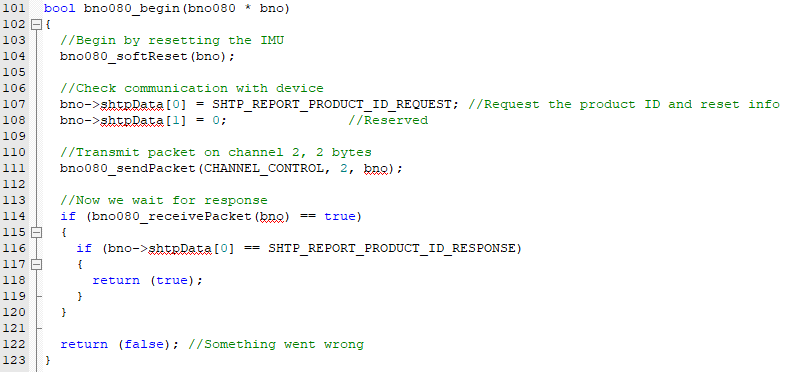 101 bool bno080_begin(bno080 * bno)
102 {
103   //Begin by resetting the IMU
104   bno080_softReset(bno);
105
106   //Check communication with device
107   bno->shtpData[0] = SHTP_REPORT_PRODUCT_ID_REQUEST; //Request the product ID and reset info
108   bno->shtpData[1] = 0;               //Reserved
109
110   //Transmit packet on channel 2, 2 bytes
111   bno080_sendPacket(CHANNEL_CONTROL, 2, bno);
112
113   //Now we wait for response
114   if (bno080_receivePacket(bno) == true)
115   {
116     if (bno->shtpData[0] == SHTP_REPORT_PRODUCT_ID_RESPONSE)
117     {
118       return (true);
119     }
120   }
121
122   return (false); //Something went wrong
123 }